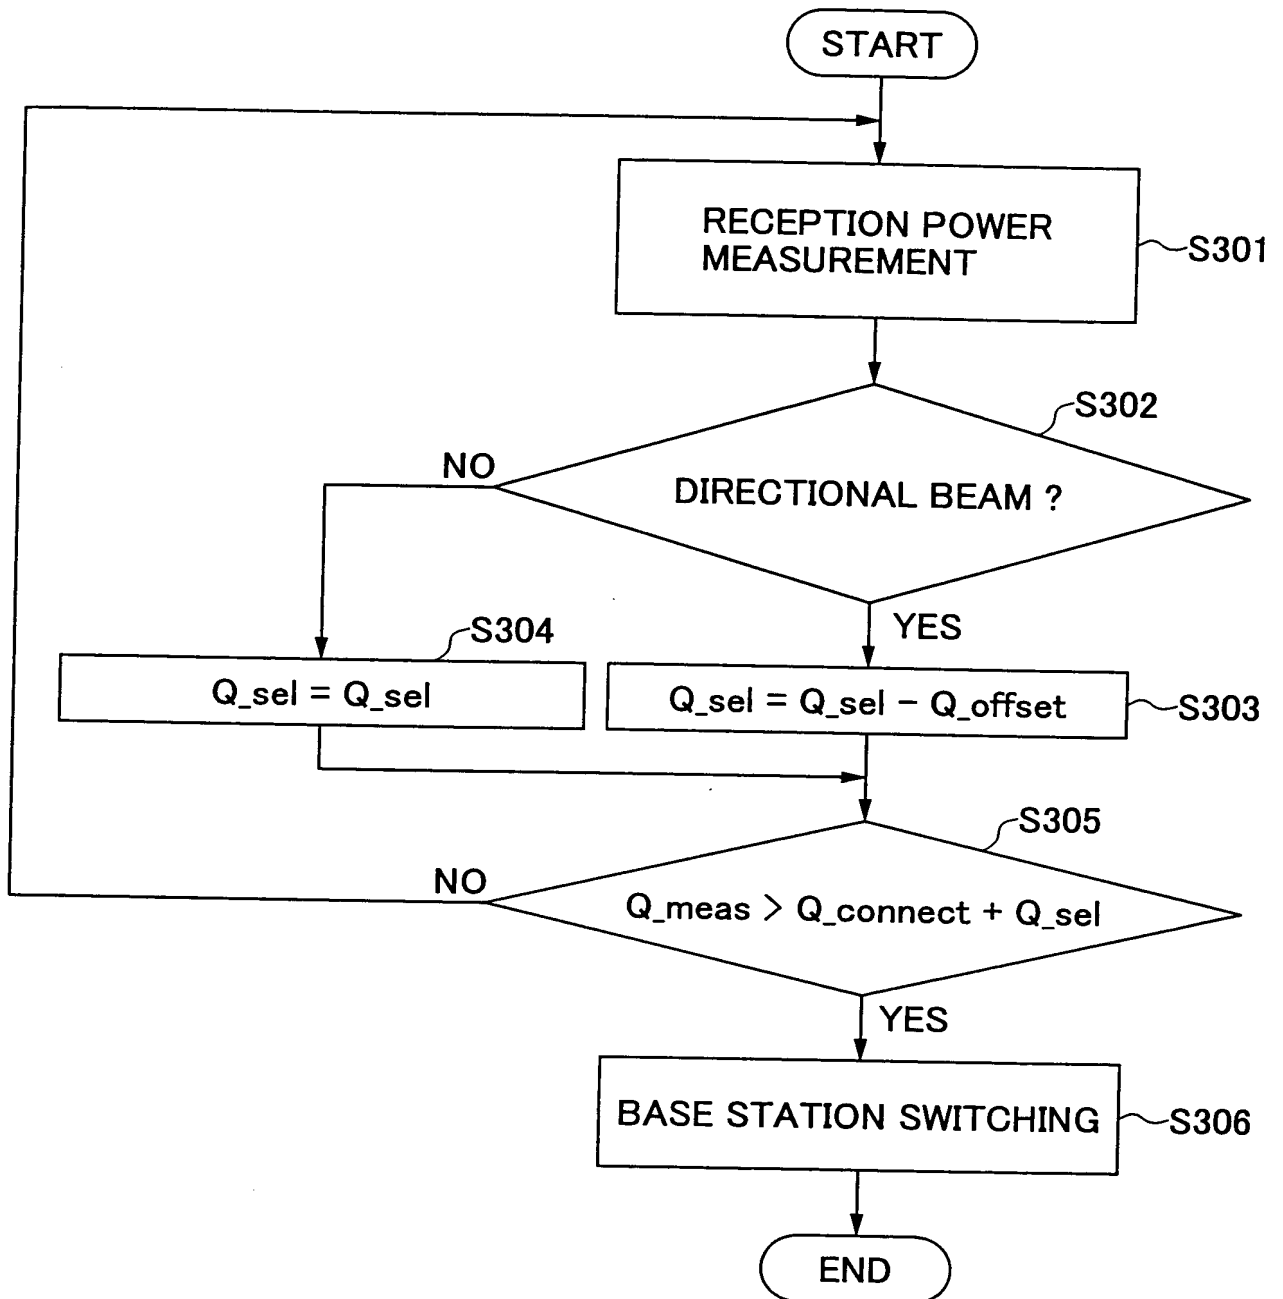 START
RECEPTION POWER
MEASUREMENT
S301
S302
NO
DIRECTIONAL BEAM ?
YES
S304
Q_sel = Q_sel
Q_sel = Q_sel − Q_offset
S303
S305
NO
Q_meas > Q_connect + Q_sel
YES
BASE STATION SWITCHING
S306
END